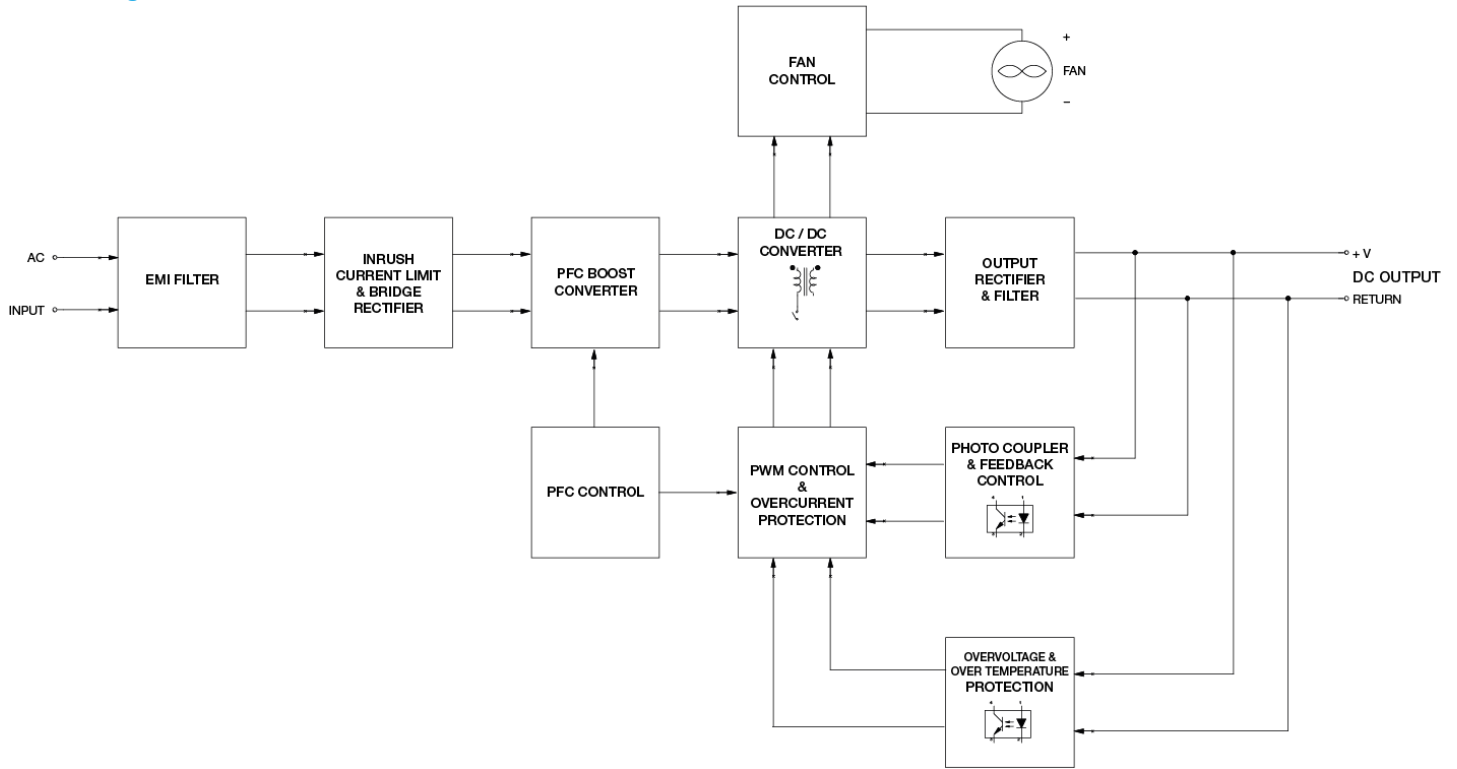 FAN
CONTROL
+
FAN
−
AC
INPUT
EMI FILTER
INRUSH
CURRENT LIMIT
& BRIDGE
RECTIFIER
PFC BOOST
CONVERTER
DC / DC
CONVERTER
OUTPUT
RECTIFIER
& FILTER
+ V
DC OUTPUT
RETURN
PFC CONTROL
PWM CONTROL
&
OVERCURRENT
PROTECTION
PHOTO COUPLER
& FEEDBACK
CONTROL
OVERVOLTAGE &
OVER TEMPERATURE
PROTECTION